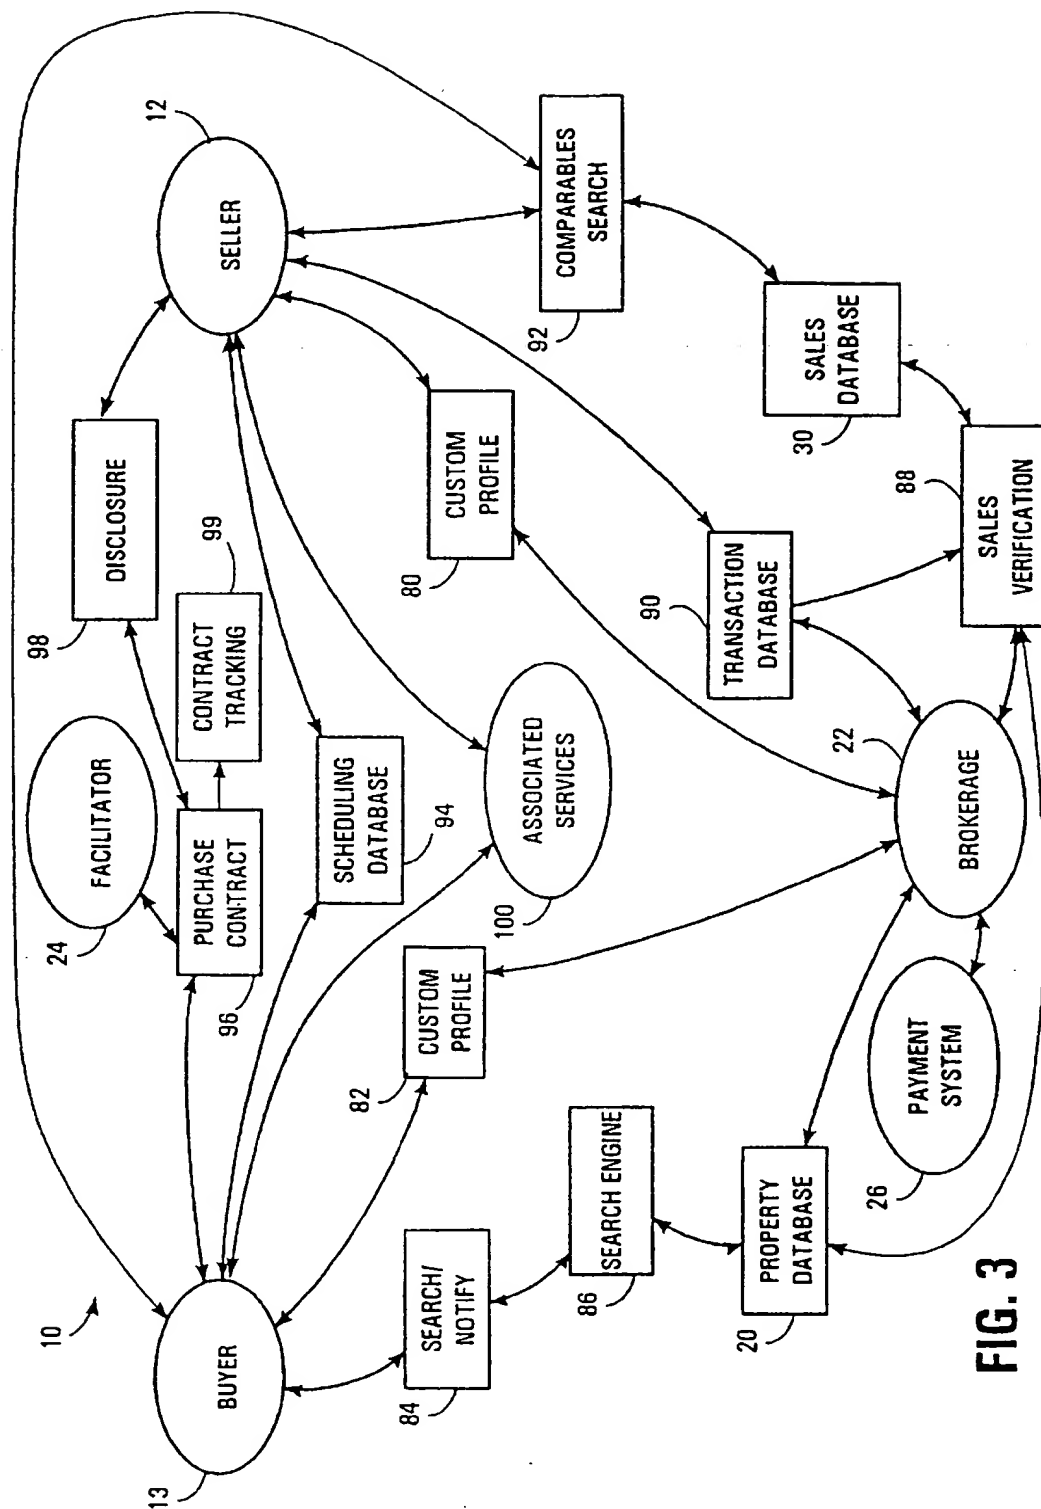 10
13
BUYER
FACILITATOR
24
PURCHASE
CONTRACT
96
DISCLOSURE
98
CONTRACT
TRACKING
99
SELLER
12
SCHEDULING
DATABASE
94
ASSOCIATED
SERVICES
100
CUSTOM
PROFILE
80
CUSTOM
PROFILE
82
COMPARABLES
SEARCH
92
SEARCH/
NOTIFY
84
SEARCH ENGINE
86
TRANSACTION
DATABASE
90
SALES
DATABASE
30
PROPERTY
DATABASE
20
PAYMENT
SYSTEM
26
BROKERAGE
22
SALES
VERIFICATION
88
FIG. 3